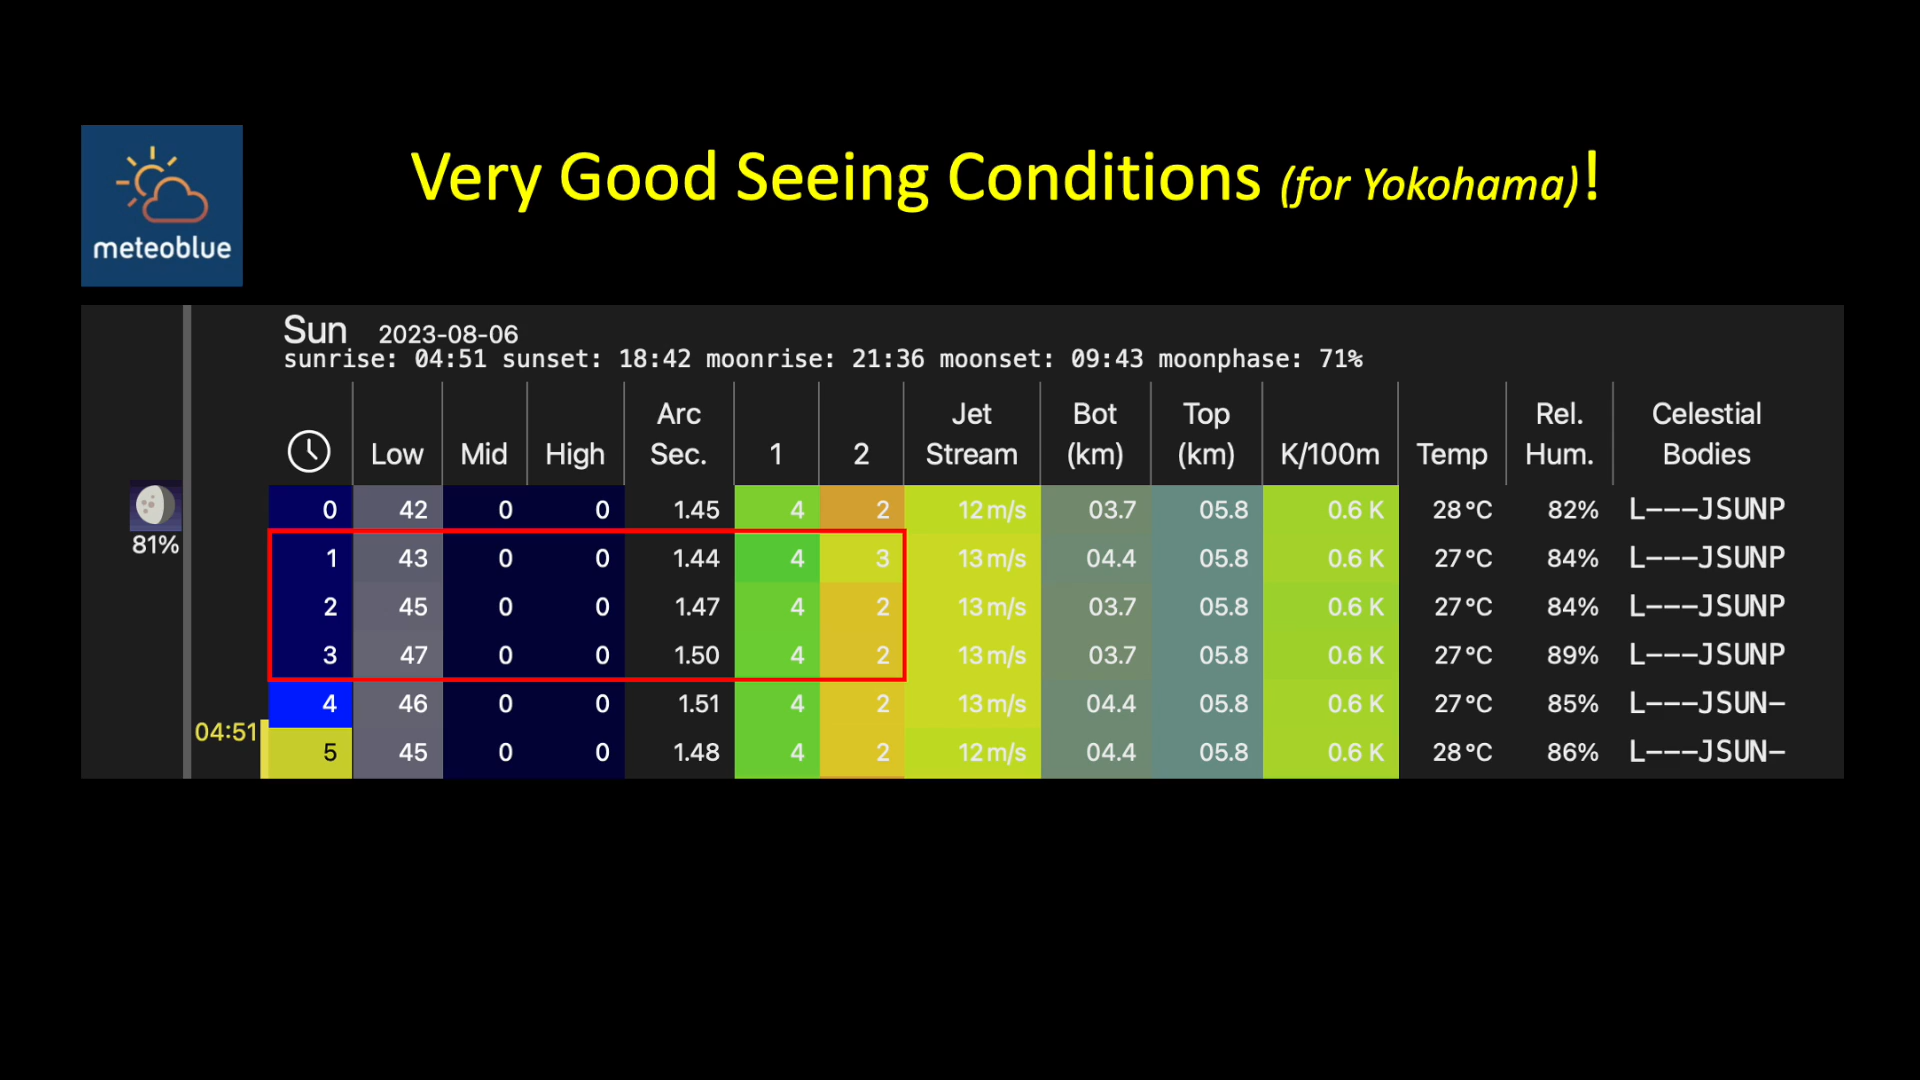 meteoblue
Very Good Seeing Conditions (for Yokohama)!
Sun 2023-08-06
sunrise: 04:51 sunset: 18:42 moonrise: 21:36 moonset: 09:43 moonphase: 71%
Low Mid High Arc Sec. 1 2 Jet Stream Bot (km) Top (km) K/100m Temp Rel. Hum. Celestial Bodies
0 42 0 0 1.45 4 2 12 m/s 03.7 05.8 0.6 K 28 °C 82% L---JSUNP
81%
1 43 0 0 1.44 4 3 13 m/s 04.4 05.8 0.6 K 27 °C 84% L---JSUNP
2 45 0 0 1.47 4 2 13 m/s 03.7 05.8 0.6 K 27 °C 84% L---JSUNP
3 47 0 0 1.50 4 2 13 m/s 03.7 05.8 0.6 K 27 °C 89% L---JSUNP
4 46 0 0 1.51 4 2 13 m/s 04.4 05.8 0.6 K 27 °C 85% L---JSUN-
04:51
5 45 0 0 1.48 4 2 12 m/s 04.4 05.8 0.6 K 28 °C 86% L---JSUN-